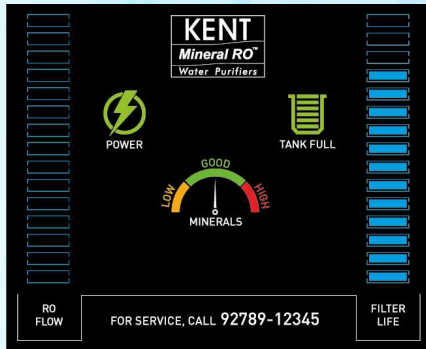 KENT
Mineral RO™
Water Purifiers
POWER
TANK FULL
LOW
GOOD
HIGH
MINERALS
RO
FLOW
FOR SERVICE, CALL 92789-12345
FILTER
LIFE